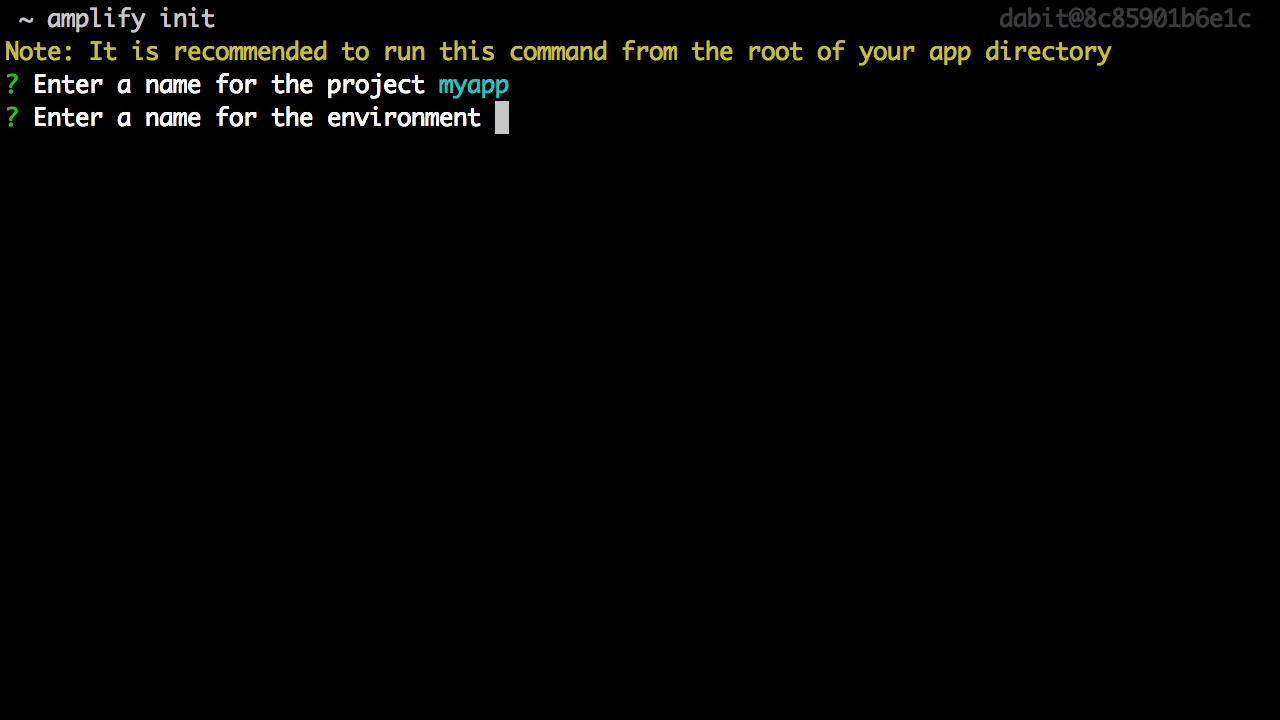 ~ amplify init dabit@8c85901b6e1c
Note: It is recommended to run this command from the root of your app directory
? Enter a name for the project myapp
? Enter a name for the environment